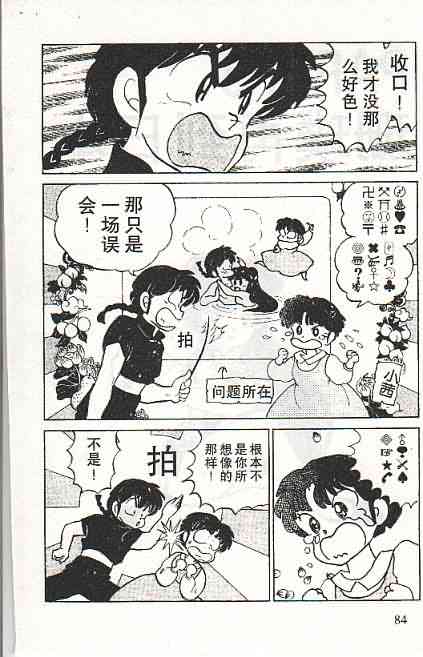 收口！
我才没那
么好色！
那只是
一场误
会！
拍
问题所在
小茜
根本不
是你所
想像的
那样！
拍
不是！
84